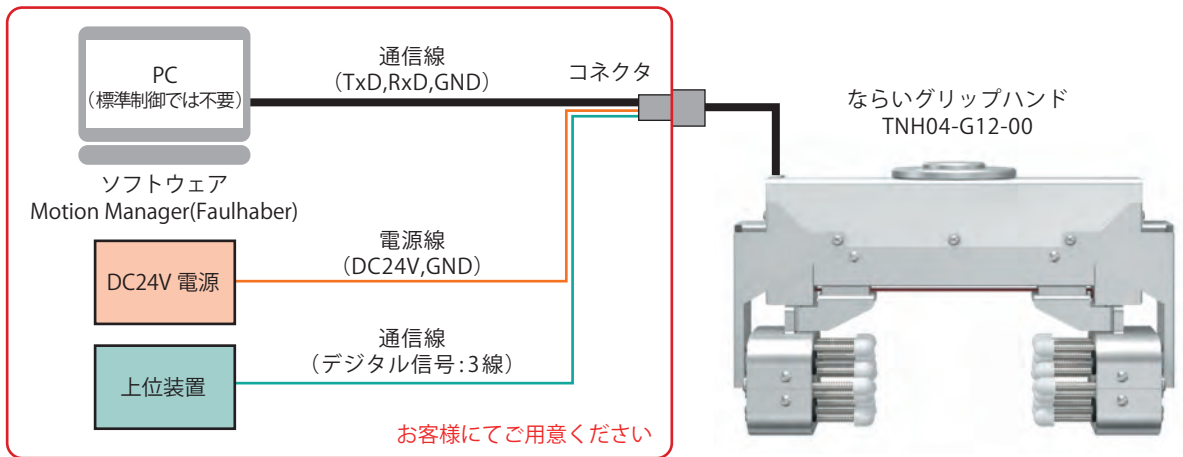 PC
（標準制御では不要）
ソフトウェア
Motion Manager(Faulhaber)
通信線
（TxD,RxD,GND）
コネクタ
ならいグリップハンド
TNH04-G12-00
DC24V 電源
電源線
（DC24V,GND）
上位装置
通信線
（デジタル信号：3線）
お客様にてご用意ください